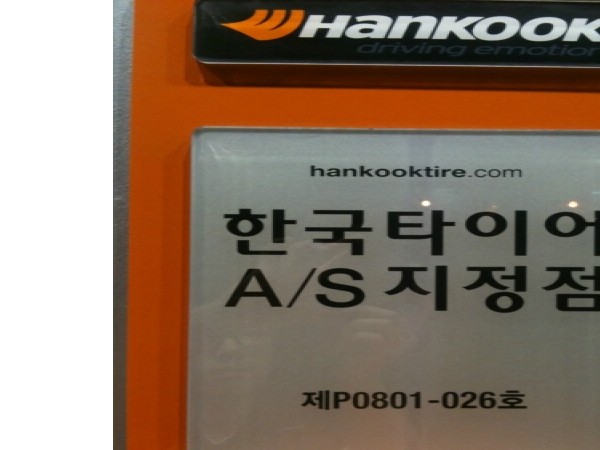 HANKOOK
driving emotion
hankooktire.com
한국타이어
A/S지정점
제P0801-026호